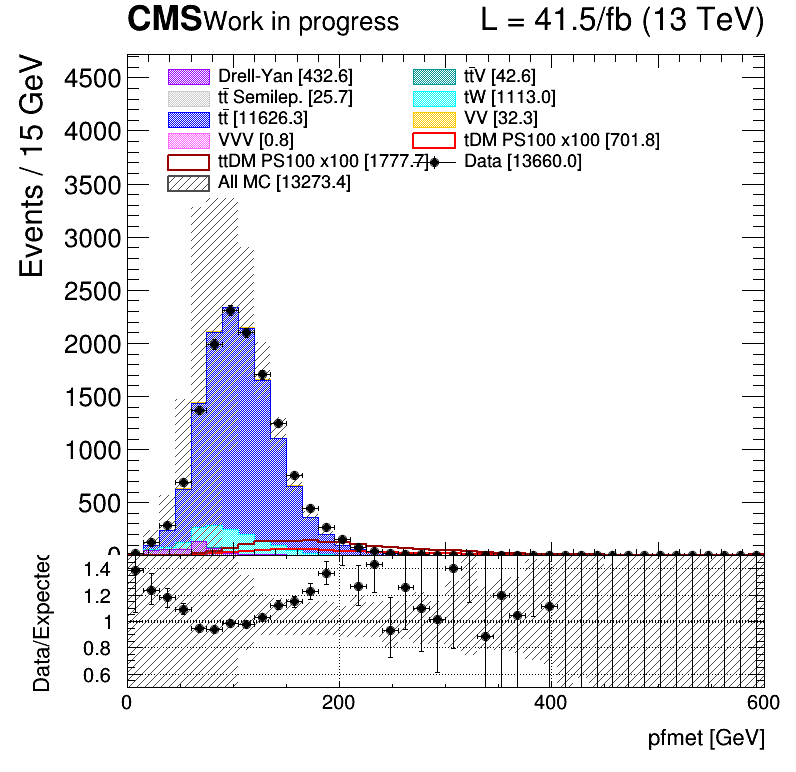 CMS Work in progress L = 41.5/fb (13 TeV)
Events / 15 GeV
4500
4000
3500
3000
2500
2000
1500
1000
500
0
Drell-Yan [432.6] tt̄V [42.6]
tt̄ Semilep. [25.7] tW [1113.0]
tt̄ [11626.3] VV [32.3]
VVV [0.8] tDM PS100 x100 [701.8]
ttDM PS100 x100 [1777.7] Data [13660.0]
All MC [13273.4]
Data/Expected
1.4
1.2
1
0.8
0.6
0 200 400 600
pfmet [GeV]